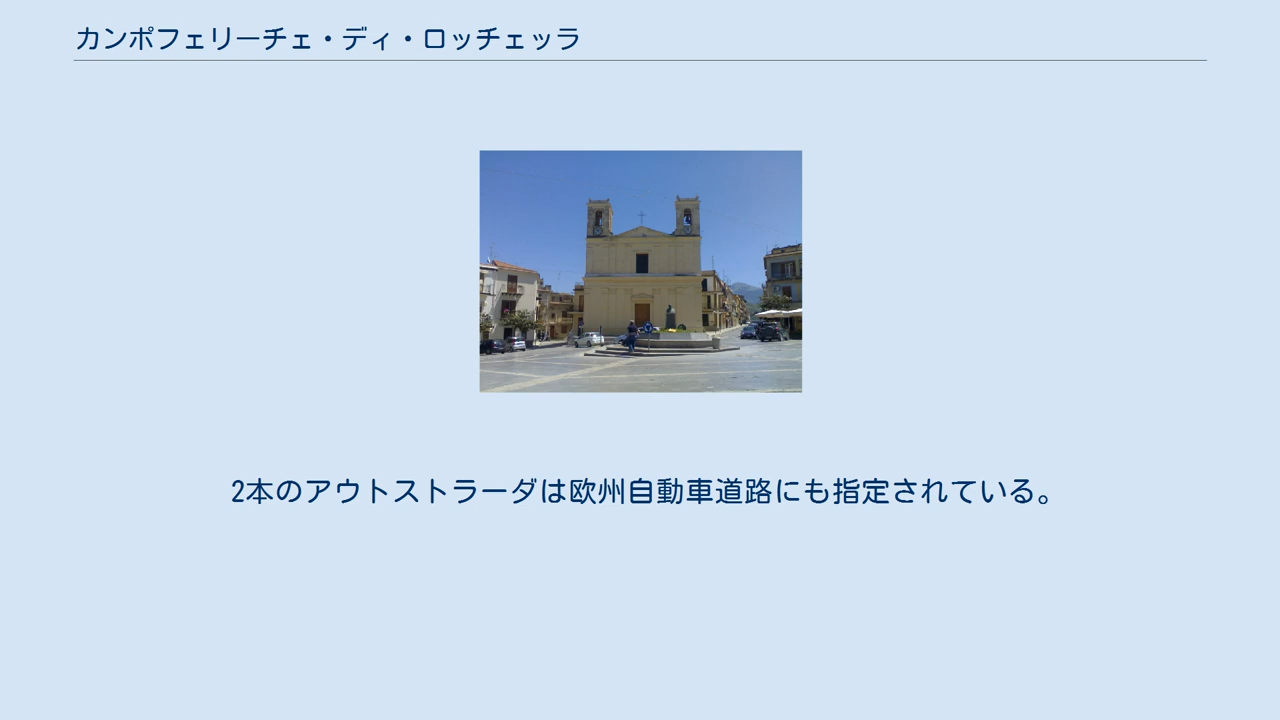 カンポフェリーチェ・ディ・ロッチェッラ
2本のアウトストラーダは欧州自動車道路にも指定されている。